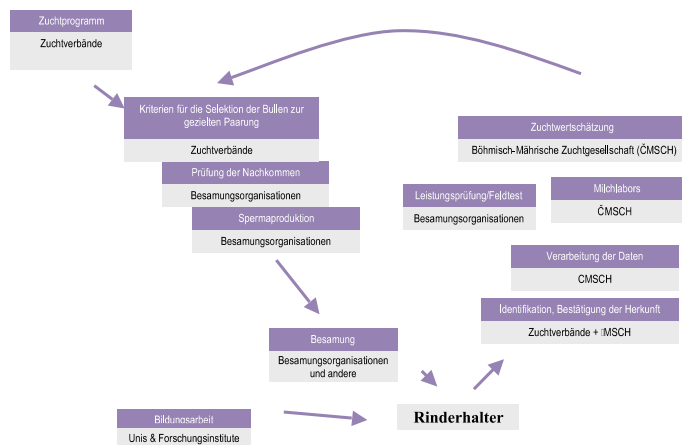 Zuchtprogramm
Zuchtverbände
Kriterien für die Selektion der Bullen zur
gezielten Paarung
Zuchtverbände
Prüfung der Nachkommen
Besamungsorganisationen
Spermaproduktion
Besamungsorganisationen
Zuchtwertschätzung
Böhmisch-Mährische Zuchtgesellschaft (ČMSCH)
Leistungsprüfung/Feldtest
Besamungsorganisationen
Milchlabors
ČMSCH
Verarbeitung der Daten
CMSCH
Identifikation, Bestätigung der Herkunft
Zuchtverbände + ▯MSCH
Besamung
Besamungsorganisationen
und andere
Rinderhalter
Bildungsarbeit
Unis & Forschungsinstitute